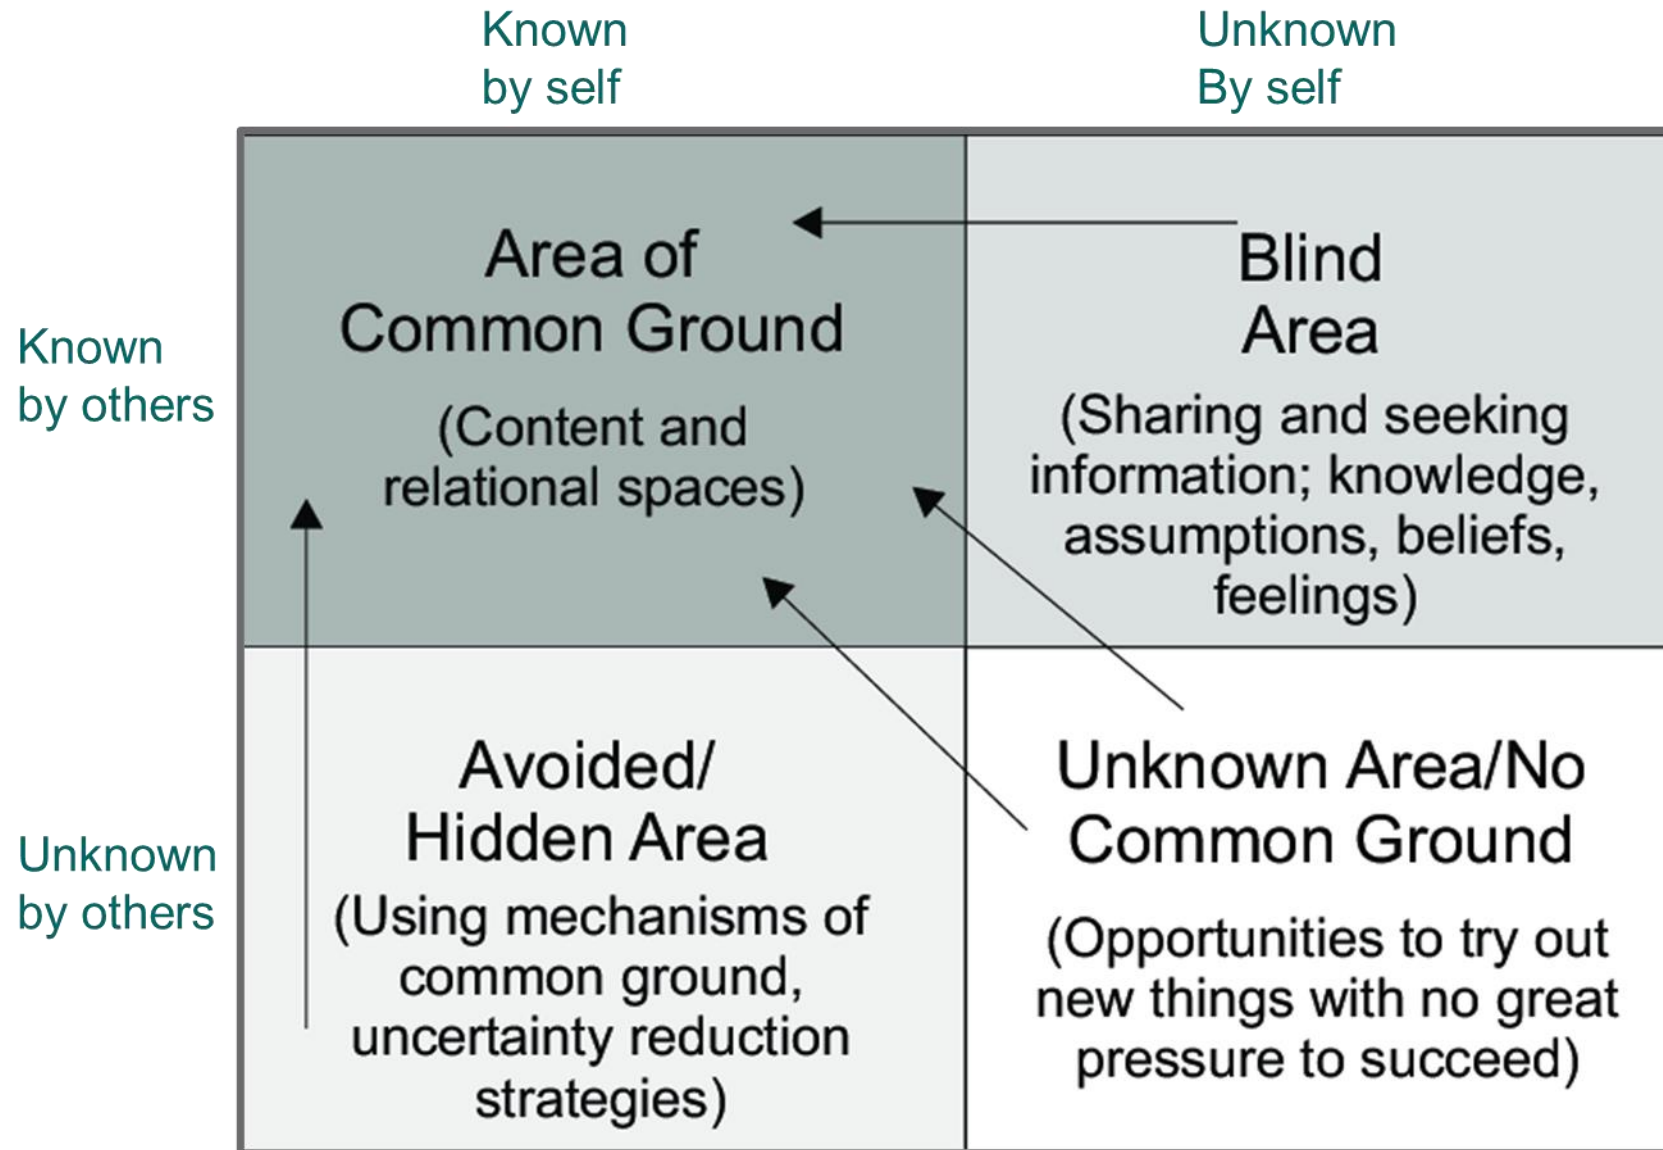 Known
by self
Unknown
By self
Known
by others
Area of
Common Ground
(Content and
relational spaces)
Blind
Area
(Sharing and seeking
information; knowledge,
assumptions, beliefs,
feelings)
Unknown
by others
Avoided/
Hidden Area
(Using mechanisms of
common ground,
uncertainty reduction
strategies)
Unknown Area/No
Common Ground
(Opportunities to try out
new things with no great
pressure to succeed)